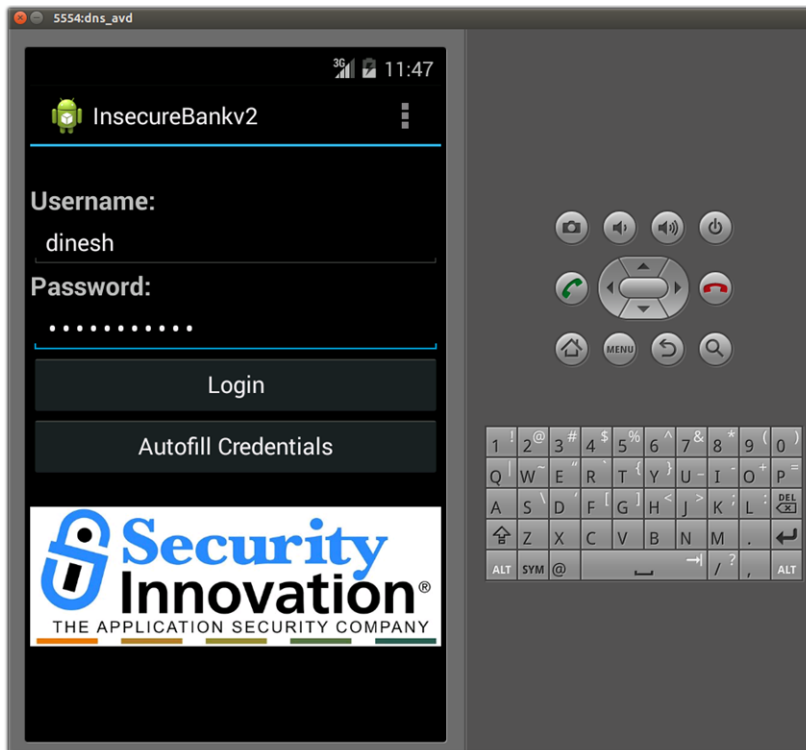 5554:dns_avd
3G 11:47
InsecureBankv2
Username:
dinesh
Password:
•••••••••••
Login
Autofill Credentials
Security
Innovation®
THE APPLICATION SECURITY COMPANY
MENU
1 ! 2 @ 3 # 4 $ 5 % 6 ^ 7 & 8 * 9 ( 0 )
Q | W ~ E " R ` T { Y } U _ I - O + P =
A S \ D ' F [ G ] H < J > K ; L : DEL
Z X C V B N M .
ALT SYM @ / ? , ALT